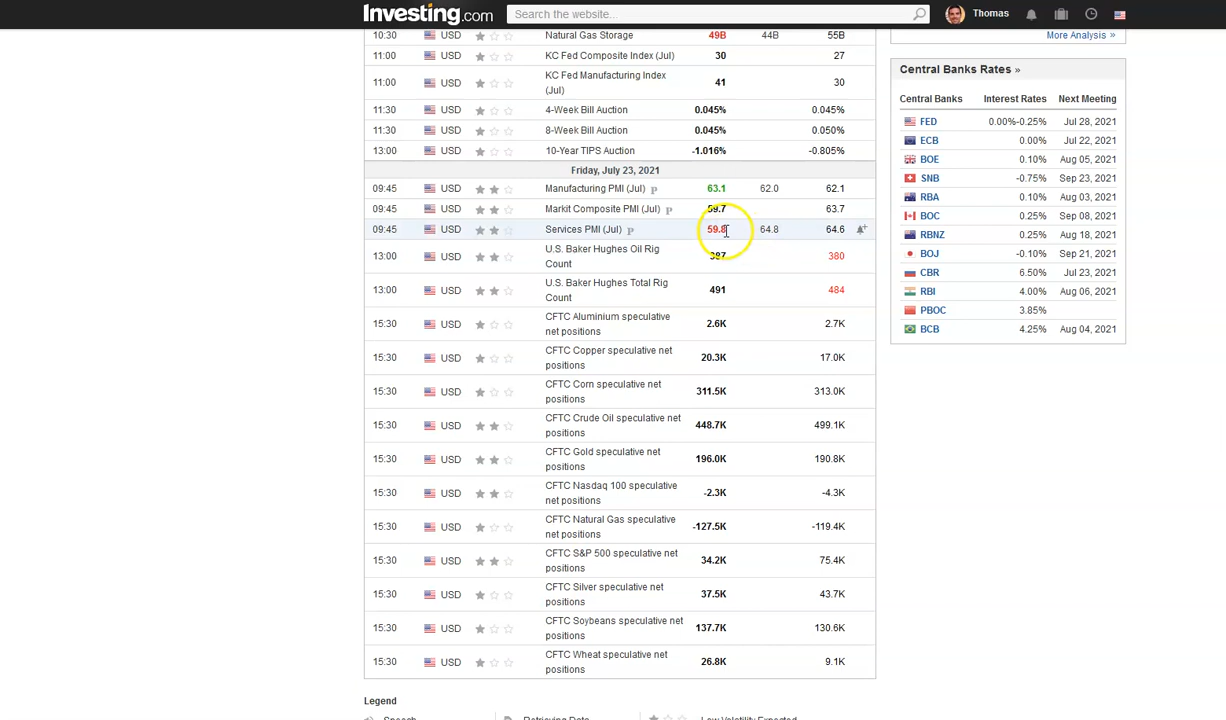 Investing.com Search the website... Thomas
10:30 USD Natural Gas Storage 49B 44B 55B More Analysis »
11:00 USD KC Fed Composite Index (Jul) 30 27
Central Banks Rates »
11:00 USD KC Fed Manufacturing Index (Jul) 41 30
Central Banks Interest Rates Next Meeting
11:30 USD 4-Week Bill Auction 0.045% 0.045%
FED 0.00%-0.25% Jul 28, 2021
11:30 USD 8-Week Bill Auction 0.045% 0.050%
ECB 0.00% Jul 22, 2021
13:00 USD 10-Year TIPS Auction -1.016% -0.805%
BOE 0.10% Aug 05, 2021
Friday, July 23, 2021
SNB -0.75% Sep 23, 2021
09:45 USD Manufacturing PMI (Jul) P 63.1 62.0 62.1
RBA 0.10% Aug 03, 2021
09:45 USD Markit Composite PMI (Jul) P 59.7 63.7
BOC 0.25% Sep 08, 2021
09:45 USD Services PMI (Jul) P 59.8 64.8 64.6
RBNZ 0.25% Aug 18, 2021
13:00 USD U.S. Baker Hughes Oil Rig Count 387 380
BOJ -0.10% Sep 21, 2021
CBR 6.50% Jul 23, 2021
13:00 USD U.S. Baker Hughes Total Rig Count 491 484
RBI 4.00% Aug 06, 2021
PBOC 3.85%
15:30 USD CFTC Aluminium speculative net positions 2.6K 2.7K
BCB 4.25% Aug 04, 2021
15:30 USD CFTC Copper speculative net positions 20.3K 17.0K
15:30 USD CFTC Corn speculative net positions 311.5K 313.0K
15:30 USD CFTC Crude Oil speculative net positions 448.7K 499.1K
15:30 USD CFTC Gold speculative net positions 196.0K 190.8K
15:30 USD CFTC Nasdaq 100 speculative net positions -2.3K -4.3K
15:30 USD CFTC Natural Gas speculative net positions -127.5K -119.4K
15:30 USD CFTC S&P 500 speculative net positions 34.2K 75.4K
15:30 USD CFTC Silver speculative net positions 37.5K 43.7K
15:30 USD CFTC Soybeans speculative net positions 137.7K 130.6K
15:30 USD CFTC Wheat speculative net positions 26.8K 9.1K
Legend
Speech Retrieving Data Low Volatility Expected